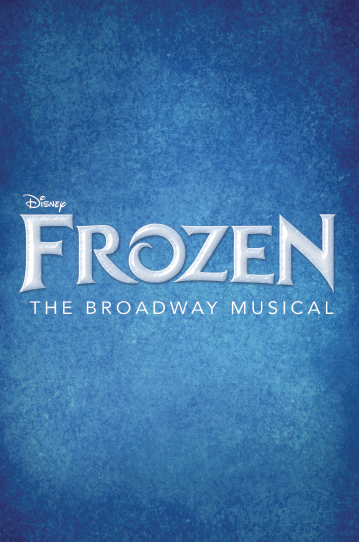 Disney
FROZEN
THE BROADWAY MUSICAL